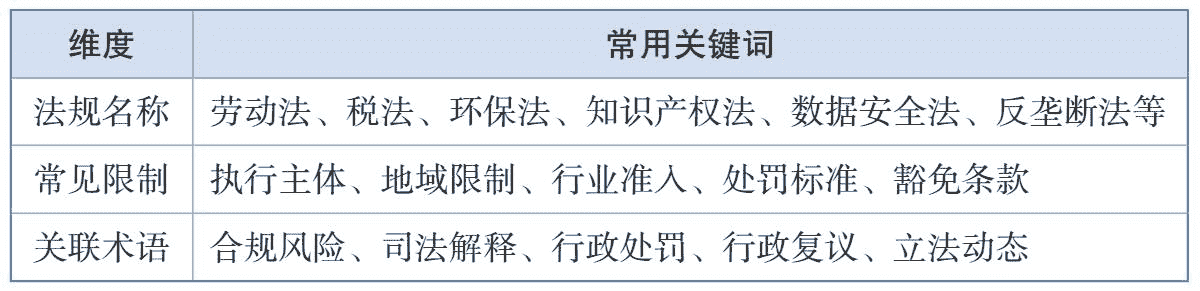 维度 常用关键词
法规名称 劳动法、税法、环保法、知识产权法、数据安全法、反垄断法等
常见限制 执行主体、地域限制、行业准入、处罚标准、豁免条款
关联术语 合规风险、司法解释、行政处罚、行政复议、立法动态